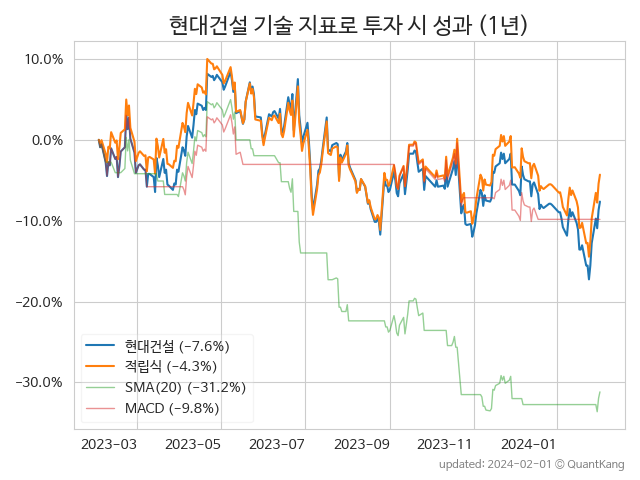 현대건설 기술 지표로 투자 시 성과 (1년)
10.0%
0.0%
−10.0%
−20.0%
−30.0%
현대건설 (−7.6%)
적립식 (−4.3%)
SMA(20) (−31.2%)
MACD (−9.8%)
2023-03 2023-05 2023-07 2023-09 2023-11 2024-01
updated: 2024-02-01 © QuantKang